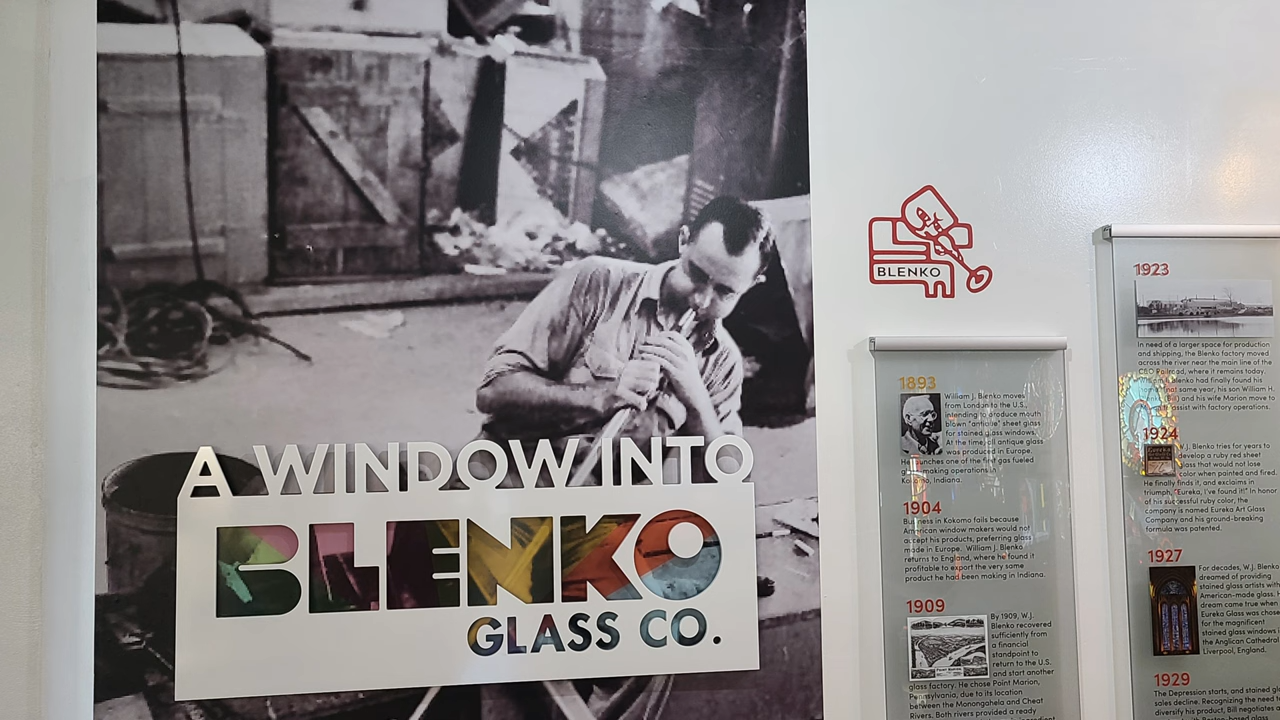 A WINDOW INTO
BLENKO
GLASS CO.
BLENKO
1893
William J. Blenko moves
from London to the U.S.,
intending to produce mouth
blown "antique" sheet glass
for stained glass windows.
At the time, all antique glass
was produced in Europe.
He launches one of the first gas fueled
glass-making operations in
Kokomo, Indiana.
1904
Business in Kokomo fails because
American window makers would not
accept his products, preferring glass
made in Europe. William J. Blenko
returns to England, where he found it
profitable to export the very same
product he had been making in Indiana.
1909
By 1909, W.J.
Blenko recovered
sufficiently from
a financial
standpoint to
return to the U.S.
and start another
glass factory. He chose Point Marion,
Pennsylvania, due to its location
between the Monongahela and Cheat
Rivers. Both rivers provided a ready
1923
In need of a larger space for production
and shipping, the Blenko factory moved
across the river near the main line of the
C&O Railroad, where it remains today.
William J. Blenko had finally found his
home. That same year, his son William H.
Blenko (Bill) and his wife Marion move to
assist with factory operations.
1924
W.J. Blenko tries for years to
develop a ruby red sheet
glass that would not lose
color when painted and fired.
He finally finds it, and exclaims in
triumph, "Eureka, I've found it!" In honor
of his successful ruby color, the
company is named Eureka Art Glass
Company and his ground-breaking
formula was patented.
1927
For decades, W.J. Blenko
dreamed of providing
stained glass artists with
American-made glass. H
dream came true when
Eureka Glass was chose
for the magnificent
stained glass windows i
the Anglican Cathedral
Liverpool, England.
1929
The Depression starts, and stained gl
sales decline. Recognizing the need to
diversify his product, Bill negotiates a